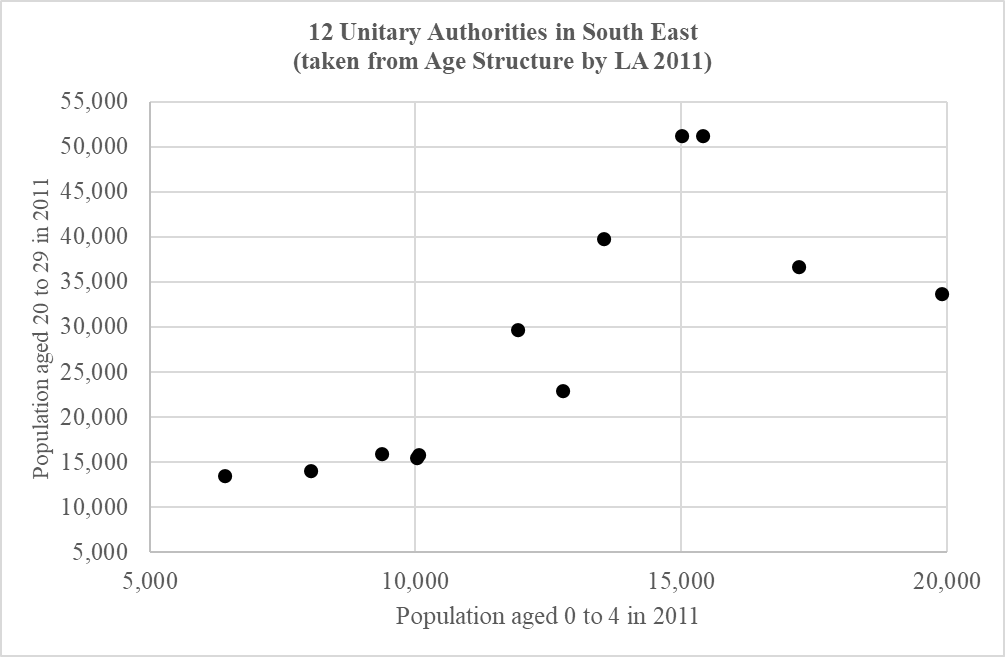 12 Unitary Authorities in South East
(taken from Age Structure by LA 2011)
Population aged 20 to 29 in 2011
55,000
50,000
45,000
40,000
35,000
30,000
25,000
20,000
15,000
10,000
5,000
5,000 10,000 15,000 20,000
Population aged 0 to 4 in 2011